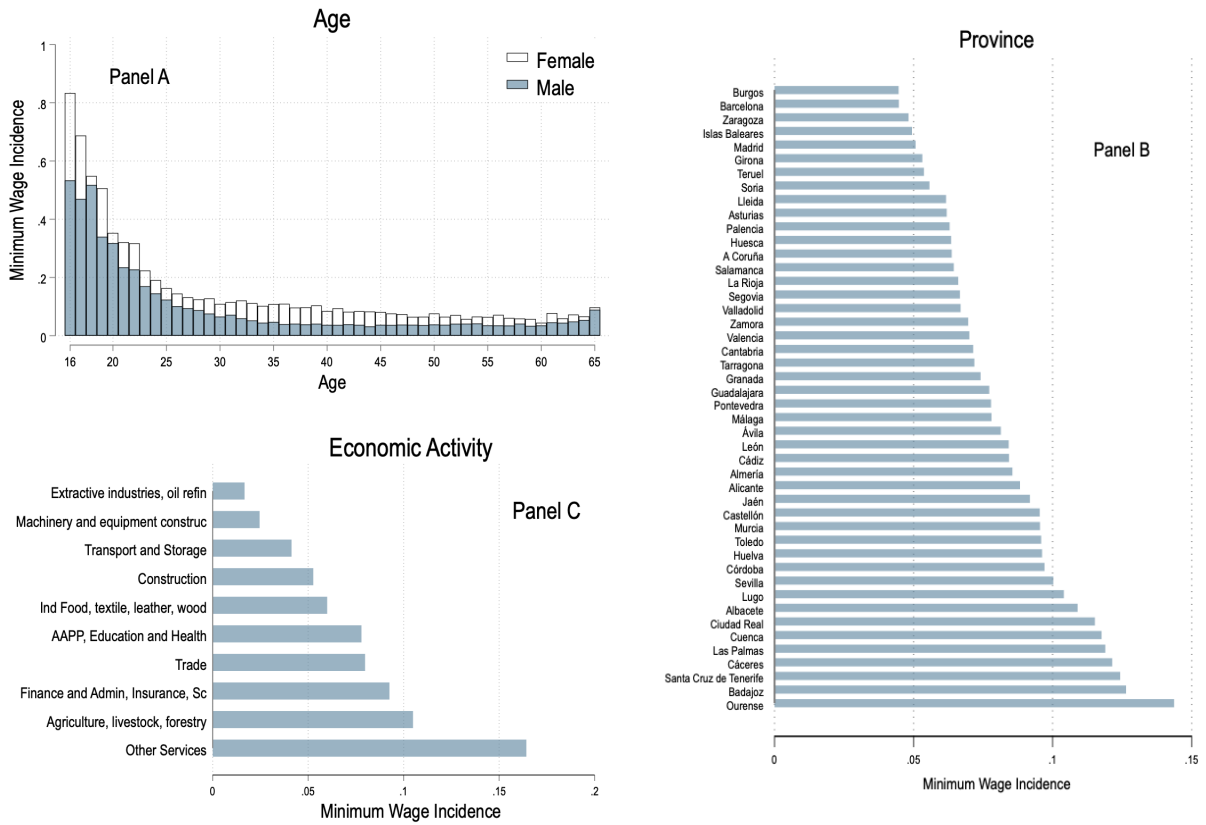 Age
Panel A
Female
Male
Minimum Wage Incidence
1
.8
.6
.4
.2
0
16 20 25 30 35 40 45 50 55 60 65
Age
Economic Activity
Panel C
Extractive industries, oil refin
Machinery and equipment construc
Transport and Storage
Construction
Ind Food, textile, leather, wood
AAPP, Education and Health
Trade
Finance and Admin, Insurance, Sc
Agriculture, livestock, forestry
Other Services
0 .05 .1 .15 .2
Minimum Wage Incidence
Province
Panel B
Burgos
Barcelona
Zaragoza
Islas Baleares
Madrid
Girona
Teruel
Soria
Lleida
Asturias
Palencia
Huesca
A Coruña
Salamanca
La Rioja
Segovia
Valladolid
Zamora
Valencia
Cantabria
Tarragona
Granada
Guadalajara
Pontevedra
Málaga
Ávila
León
Cádiz
Almería
Alicante
Jaén
Castellón
Murcia
Toledo
Huelva
Córdoba
Sevilla
Lugo
Albacete
Ciudad Real
Cuenca
Las Palmas
Cáceres
Santa Cruz de Tenerife
Badajoz
Ourense
0 .05 .1 .15
Minimum Wage Incidence